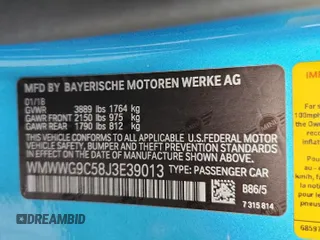 MFD BY BAYERISCHE MOTOREN WERKE AG
01/18
GVWR 3889 lbs 1764 kg
GAWR FRONT 2150 lbs 975 kg
GAWR REAR 1790 lbs 812 kg
THIS VEHICLE CONFORMS TO ALL APPLICABLE
U.S. FEDERAL MOTOR VEHICLE SAFETY, BUMPER,
AND THEFT PREVENTION STANDARDS IN EFFECT
ON THE DATE OF MANUFACTURE SHOWN ABOVE.
WMWWG9C58J3E39013 TYPE: PASSENGER CAR
B86/5
7 315 814
DREAMBID